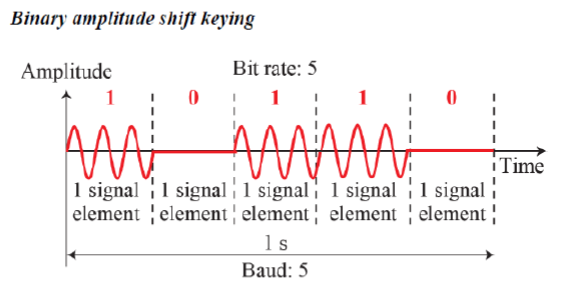 Binary amplitude shift keying
Amplitude
Bit rate: 5
1 0 1 1 0
Time
1 signal element
1 signal element
1 signal element
1 signal element
1 signal element
1 s
Baud: 5